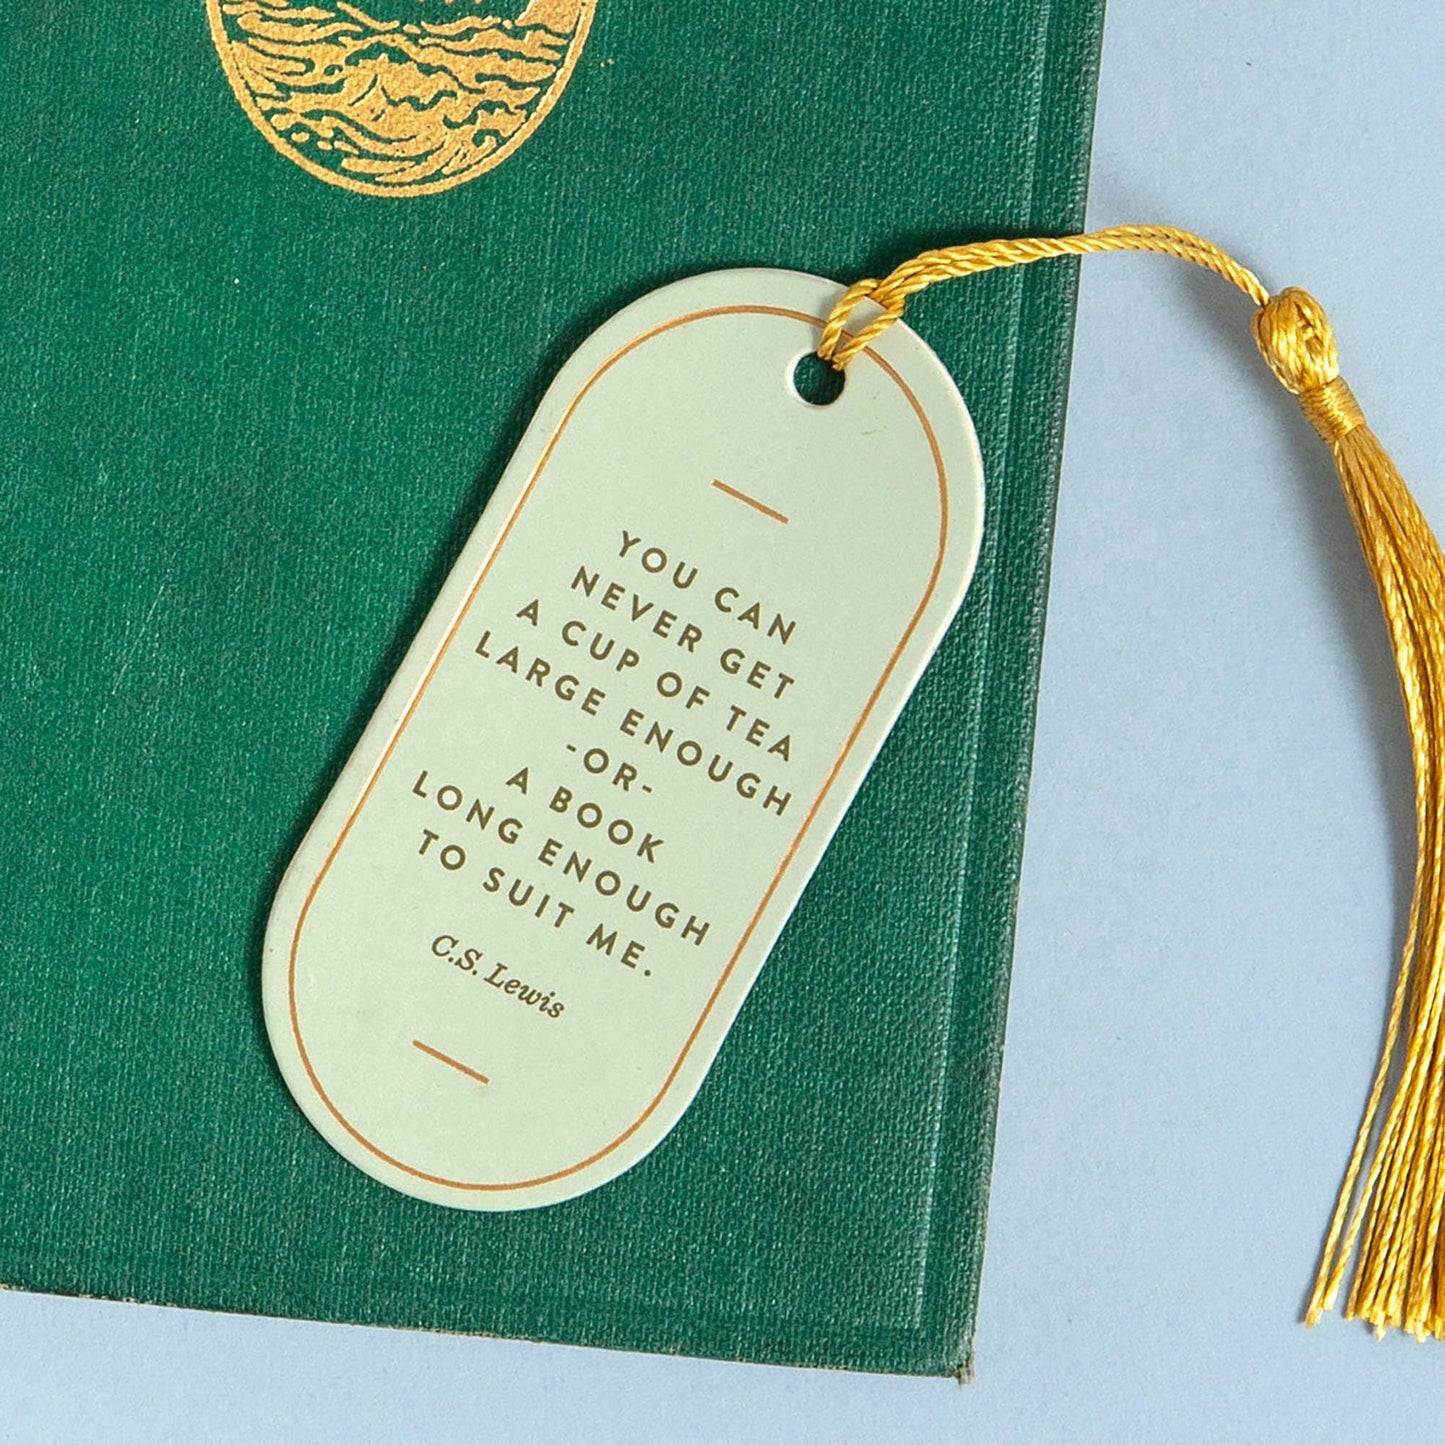 YOU CAN
NEVER GET
A CUP OF TEA
LARGE ENOUGH
-OR-
A BOOK
LONG ENOUGH
TO SUIT ME.
C.S. Lewis